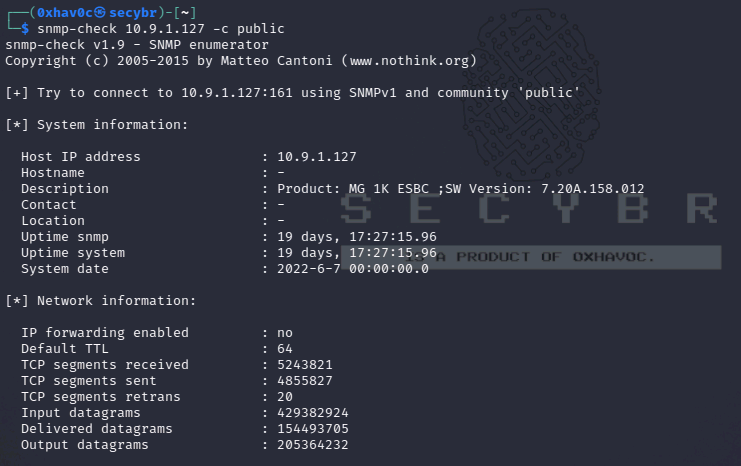 ┌──(0xhav0c㉿secybr)-[~]
└─$ snmp-check 10.9.1.127 -c public
snmp-check v1.9 - SNMP enumerator
Copyright (c) 2005-2015 by Matteo Cantoni (www.nothink.org)
[+] Try to connect to 10.9.1.127:161 using SNMPv1 and community 'public'
[*] System information:
Host IP address : 10.9.1.127
Hostname : -
Description : Product: MG 1K ESBC ;SW Version: 7.20A.158.012
Contact : -
Location : -
Uptime snmp : 19 days, 17:27:15.96
Uptime system : 19 days, 17:27:15.96
System date : 2022-6-7 00:00:00.0
SECYBR
IS A PRODUCT OF 0XHAVOC.
[*] Network information:
IP forwarding enabled : no
Default TTL : 64
TCP segments received : 5243821
TCP segments sent : 4855827
TCP segments retrans : 20
Input datagrams : 429382924
Delivered datagrams : 154493705
Output datagrams : 205364232